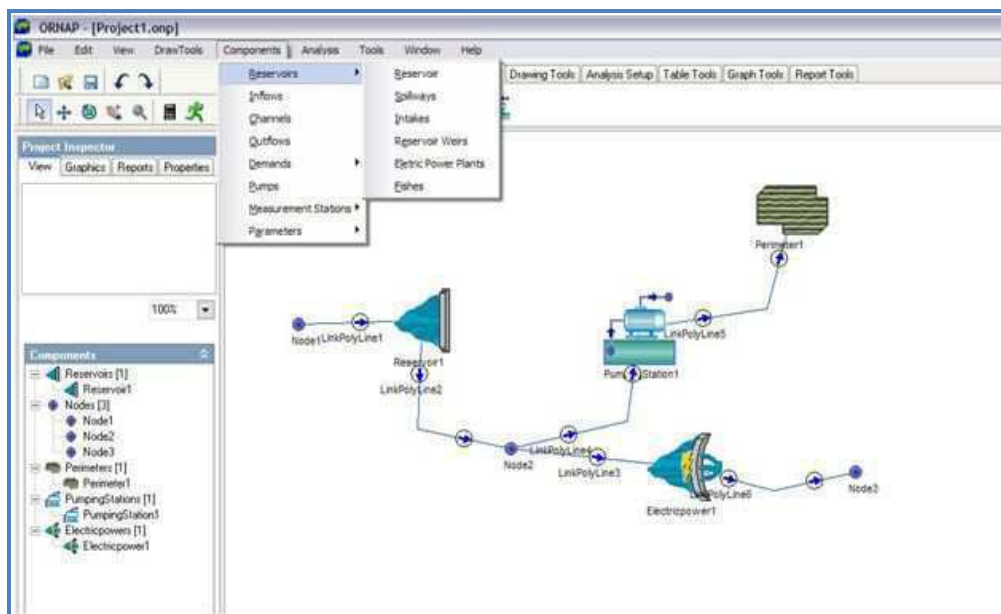 ORNAP - [Project1.onp]
File Edit View DrawTools Components Analysis Tools Window Help
Drawing Tools Analysis Setup Table Tools Graph Tools Report Tools
Reservoirs
Inflows
Channels
Outflows
Demands
Pumps
Measurement Stations
Parameters
Reservoir
Spillways
Intakes
Reservoir Weirs
Eletric Power Plants
Fishes
Project Inspector
View Graphics Reports Properties
100%
Components
Reservoirs [1]
Reservoir1
Nodes [3]
Node1
Node2
Node3
Perimeters [1]
Perimeter1
PumpingStations [1]
PumpingStation1
Electricpowers [1]
Electricpower1
Perimeter1
Node1 LinkPolyLine1
Reservoir1
LinkPolyLine2
LinkPolyLine5
LinkPolyLine4
Node2
LinkPolyLine3
LinkPolyLine6
Node3
Electricpower1